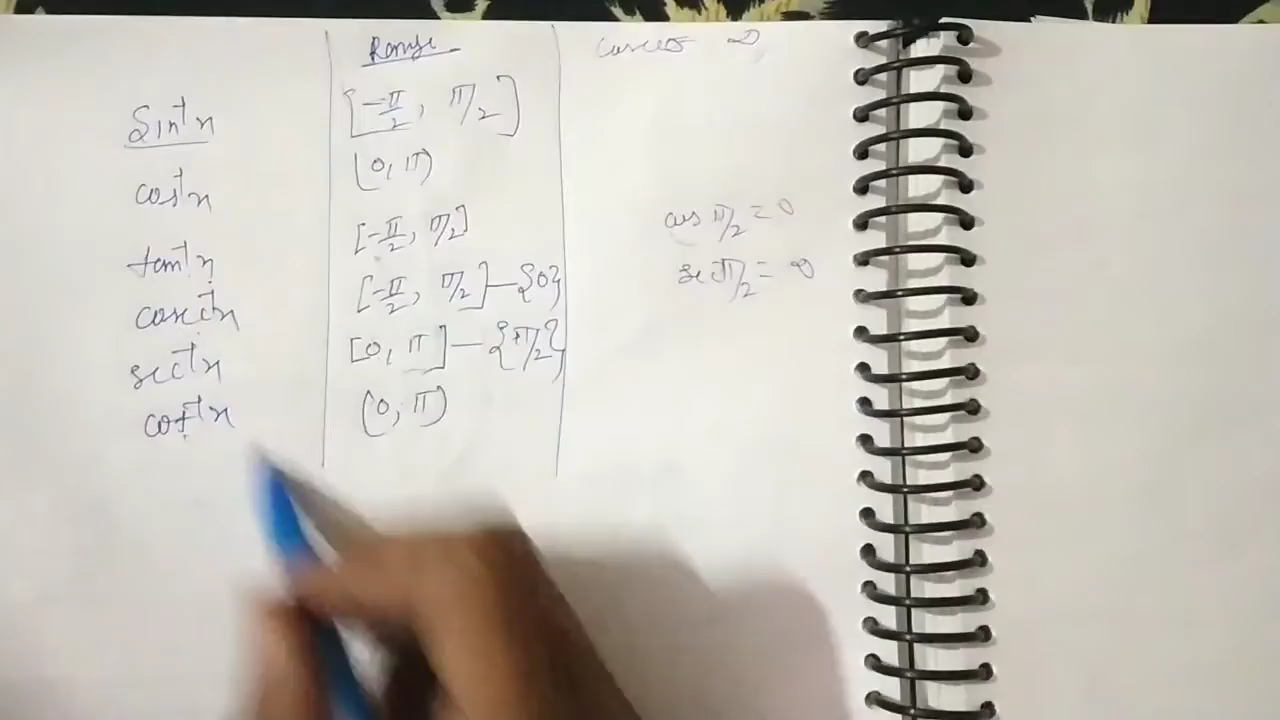 Range
Sin⁻¹x [-π/2, π/2]
cos⁻¹x (0, π)
tan⁻¹x [-π/2, π/2]
cosec⁻¹x [-π/2, π/2] — {0}
sec⁻¹x [0, π] — {π/2}
cot⁻¹x (0, π)
cos π/2 = 0
sec π/2 = ∞